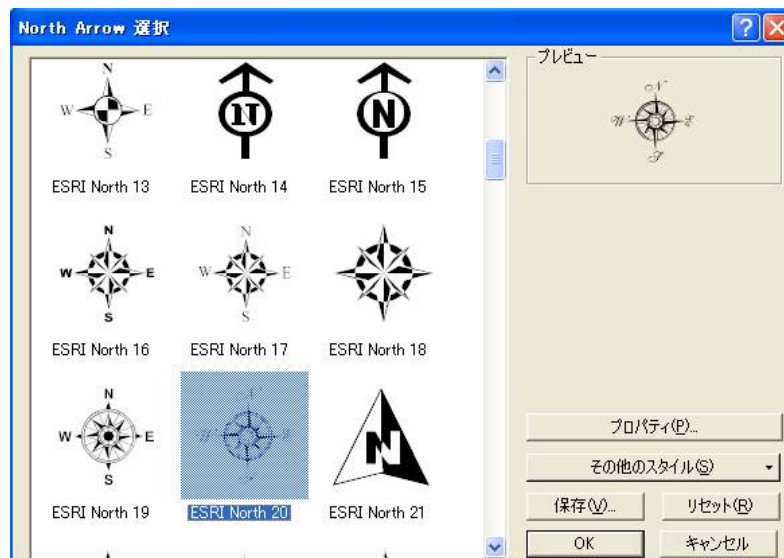 North Arrow 選択
プレビュー
N
W E
S
N
N
N
W E
S
ESRI North 13 ESRI North 14 ESRI North 15
N
W E
S
N
W E
S
ESRI North 16 ESRI North 17 ESRI North 18
N
W E
S
N
W E
S
N
ESRI North 19 ESRI North 20 ESRI North 21
プロパティ(P)...
その他のスタイル(S)
保存(V)...
リセット(R)
OK
キャンセル